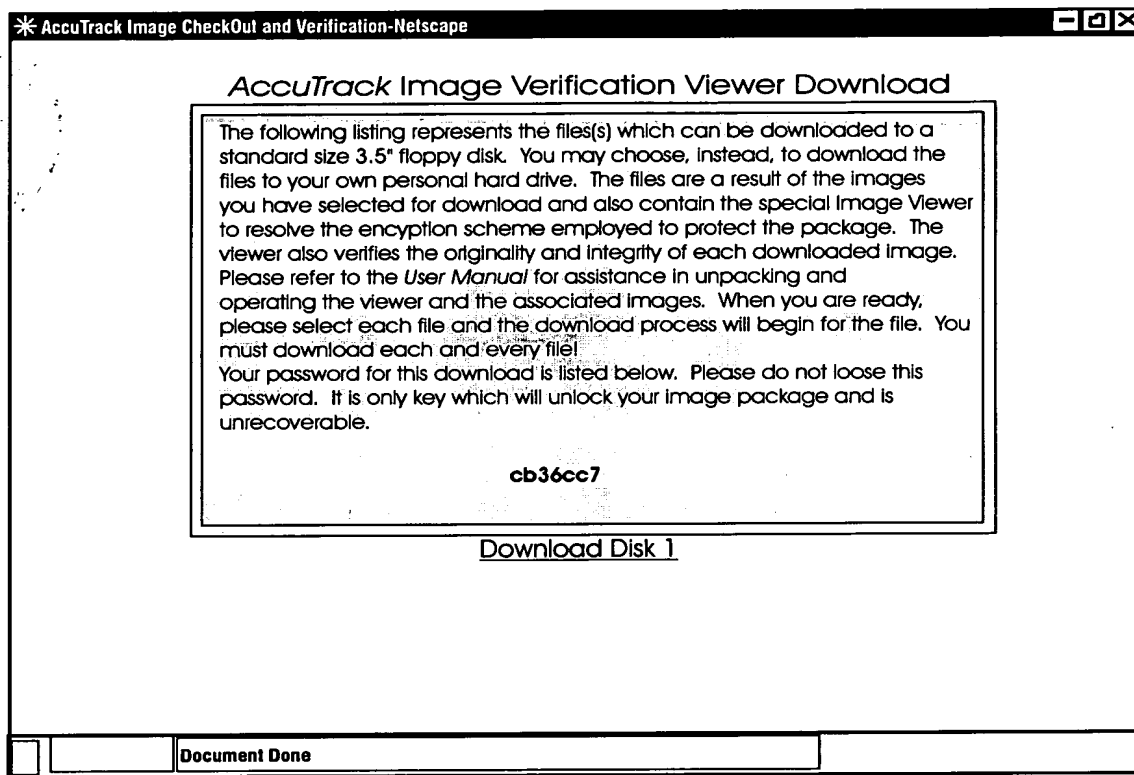 AccuTrack Image CheckOut and Verification-Netscape
AccuTrack Image Verification Viewer Download
The following listing represents the files(s) which can be downloaded to a
standard size 3.5" floppy disk. You may choose, instead, to download the
files to your own personal hard drive. The files are a result of the images
you have selected for download and also contain the special Image Viewer
to resolve the encyption scheme employed to protect the package. The
viewer also verifies the originality and integrity of each downloaded image.
Please refer to the User Manual for assistance in unpacking and
operating the viewer and the associated images. When you are ready,
please select each file and the download process will begin for the file. You
must download each and every file!
Your password for this download is listed below. Please do not loose this
password. It is only key which will unlock your image package and is
unrecoverable.
cb36cc7
Download Disk 1
Document Done